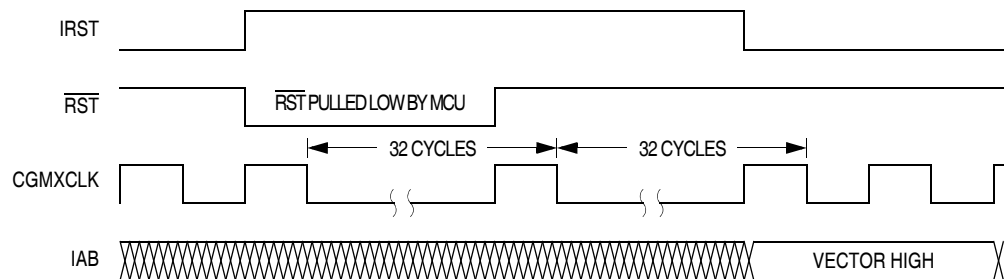 IRST
RST
RST PULLED LOW BY MCU
32 CYCLES 32 CYCLES
CGMXCLK
IAB
VECTOR HIGH